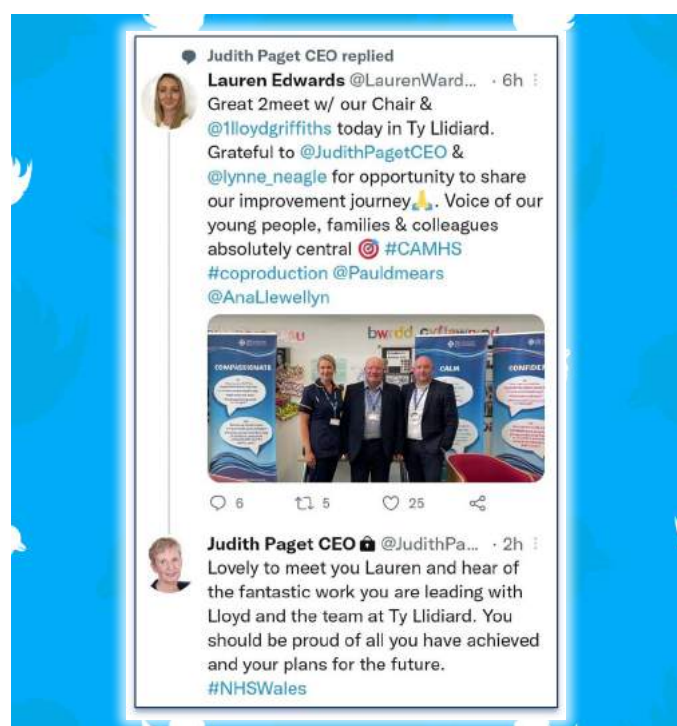 Judith Paget CEO replied
Lauren Edwards @LaurenWard... · 6h
Great 2meet w/ our Chair &
@1lloydgriffiths today in Ty Llidiard.
Grateful to @JudithPagetCEO &
@lynne_neagle for opportunity to share
our improvement journey🙏. Voice of our
young people, families & colleagues
absolutely central 🎯 #CAMHS
#coproduction @Pauldmears
@AnaLlewellyn
COMPASSIONATE
CALM
6 5 25
Judith Paget CEO @JudithPa... · 2h
Lovely to meet you Lauren and hear of
the fantastic work you are leading with
Lloyd and the team at Ty Llidiard. You
should be proud of all you have achieved
and your plans for the future.
#NHSWales